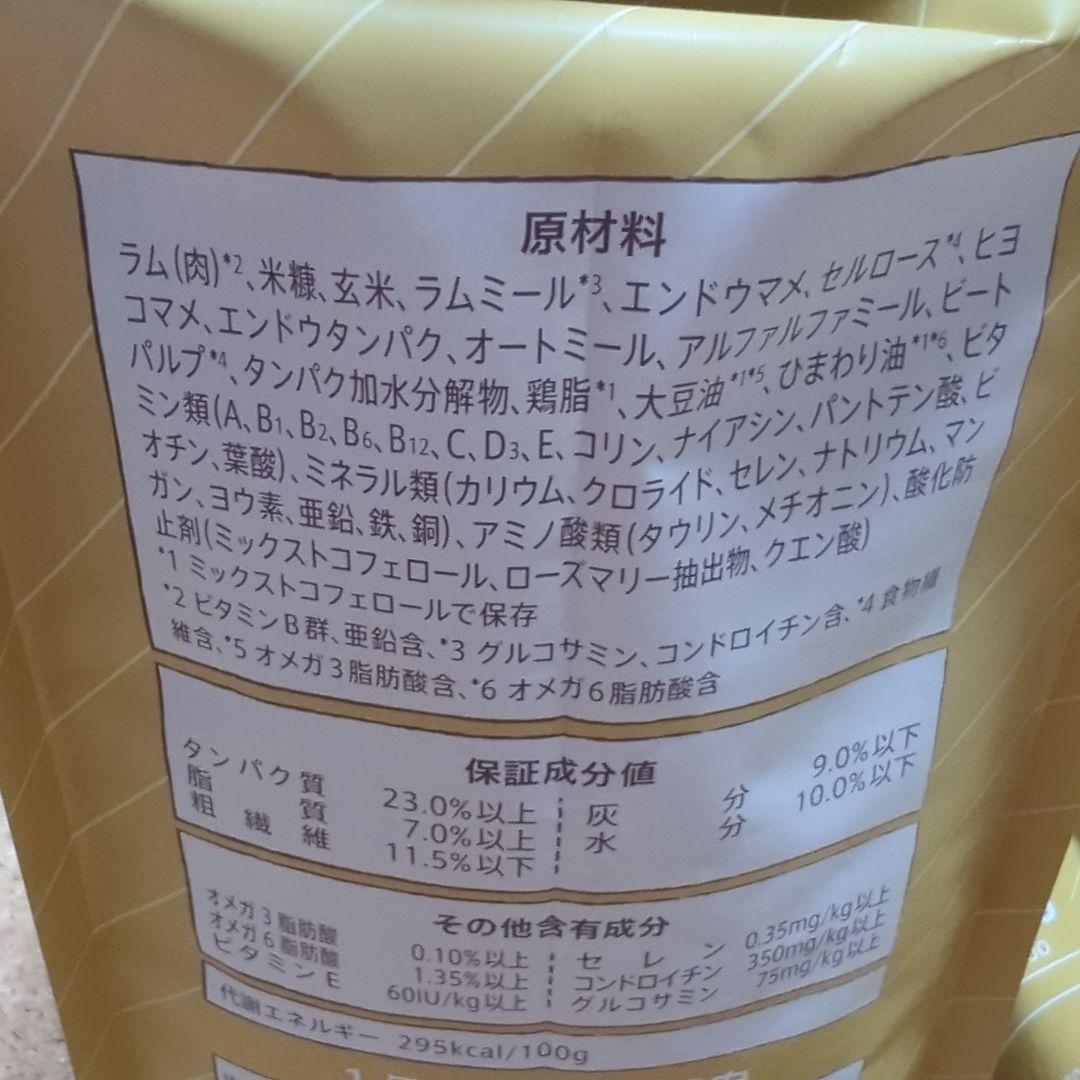 原材料
ラム(肉)*2、米糠、玄米、ラムミール*3、エンドウマメ、セルロース*4、ヒヨ
コマメ、エンドウタンパク、オートミール、アルファルファミール、ビート
パルプ*4、タンパク加水分解物、鶏脂*1、大豆油*1*5、ひまわり油*1*6、ビタ
ミン類(A、B1、B2、B6、B12、C、D3、E、コリン、ナイアシン、パントテン酸、ビ
オチン、葉酸)、ミネラル類(カリウム、クロライド、セレン、ナトリウム、マン
ガン、ヨウ素、亜鉛、鉄、銅)、アミノ酸類(タウリン、メチオニン)、酸化防
止剤(ミックストコフェロール、ローズマリー抽出物、クエン酸)
*1 ミックストコフェロールで保存
*2 ビタミンB群、亜鉛含、*3 グルコサミン、コンドロイチン含、*4 食物繊
維含、*5 オメガ3脂肪酸含、*6 オメガ6脂肪酸含
保証成分値
タンパク質 23.0%以上 灰分 9.0%以下
脂質 7.0%以上 水分 10.0%以下
粗繊維 11.5%以下
その他含有成分
オメガ3脂肪酸 0.10%以上 セレン 0.35mg/kg以上
オメガ6脂肪酸 1.35%以上 コンドロイチン 350mg/kg以上
ビタミンE 60IU/kg以上 グルコサミン 75mg/kg以上
代謝エネルギー 295kcal/100g